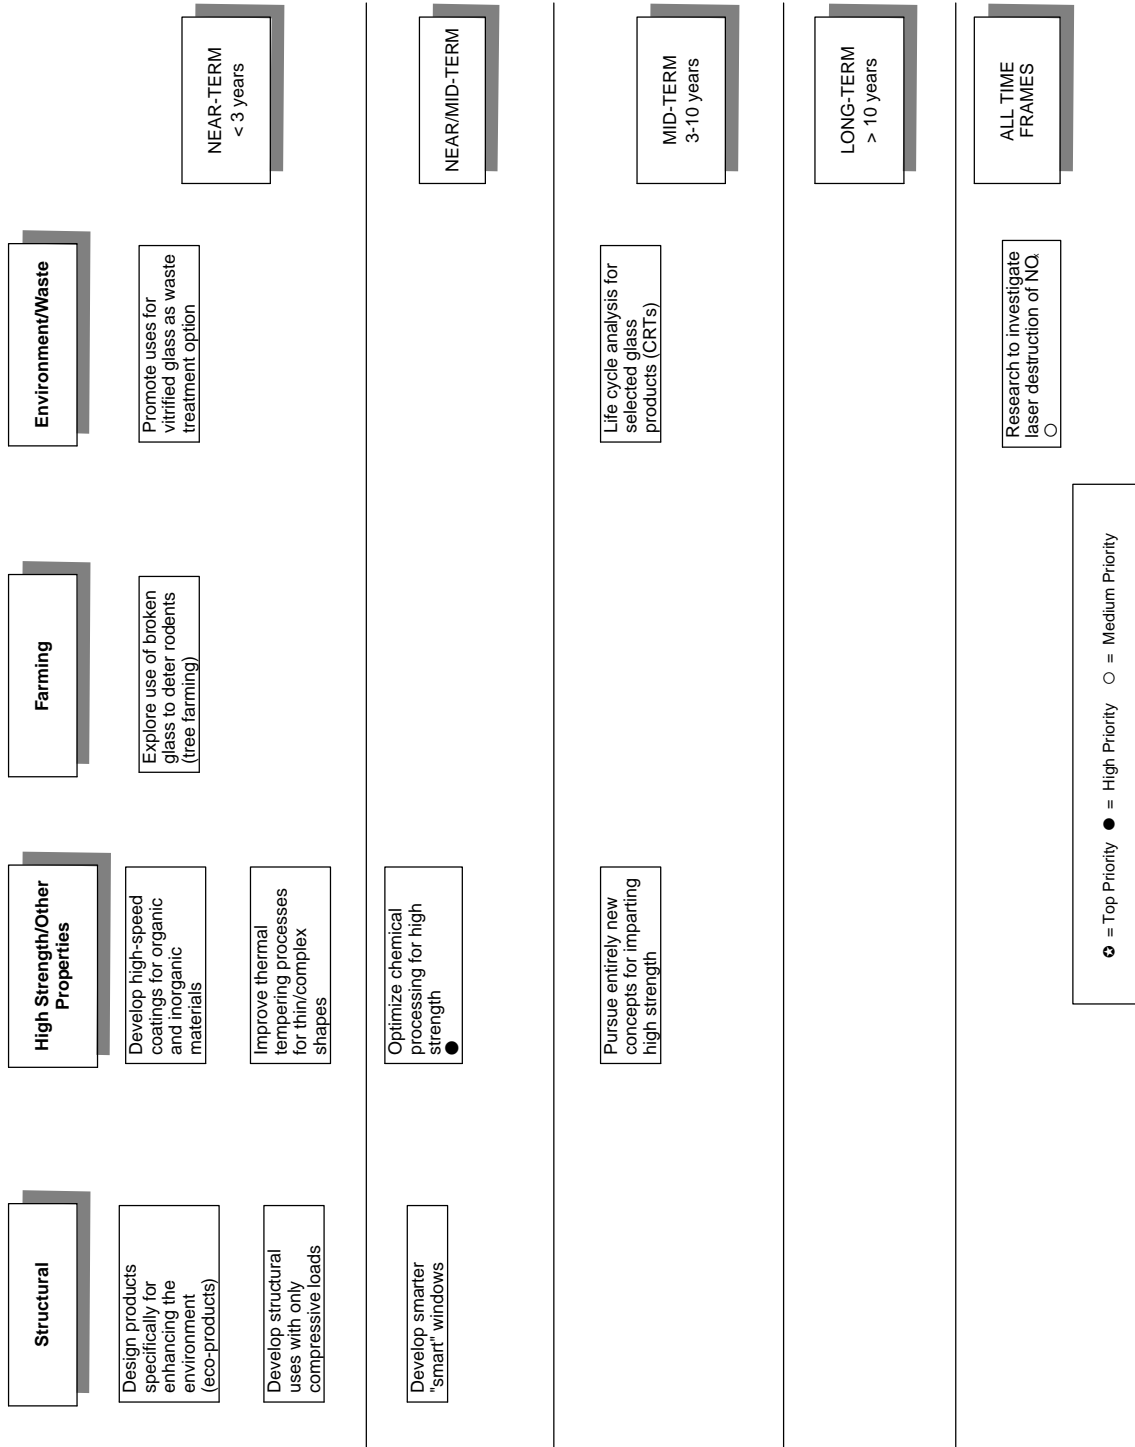 Structural
High Strength/Other
Properties
Farming
Environment/Waste
NEAR-TERM
< 3 years
Design products
specifically for
enhancing the
environment
(eco-products)
Develop structural
uses with only
compressive loads
Develop high-speed
coatings for organic
and inorganic
materials
Improve thermal
tempering processes
for thin/complex
shapes
Explore use of broken
glass to deter rodents
(tree farming)
Promote uses for
vitrified glass as waste
treatment option
NEAR/MID-TERM
Develop smarter
"smart" windows
Optimize chemical
processing for high
strength
●
MID-TERM
3-10 years
Pursue entirely new
concepts for imparting
high strength
Life cycle analysis for
selected glass
products (CRTs)
LONG-TERM
> 10 years
ALL TIME
FRAMES
Research to investigate
laser destruction of NOx
○
✪ = Top Priority ● = High Priority ○ = Medium Priority